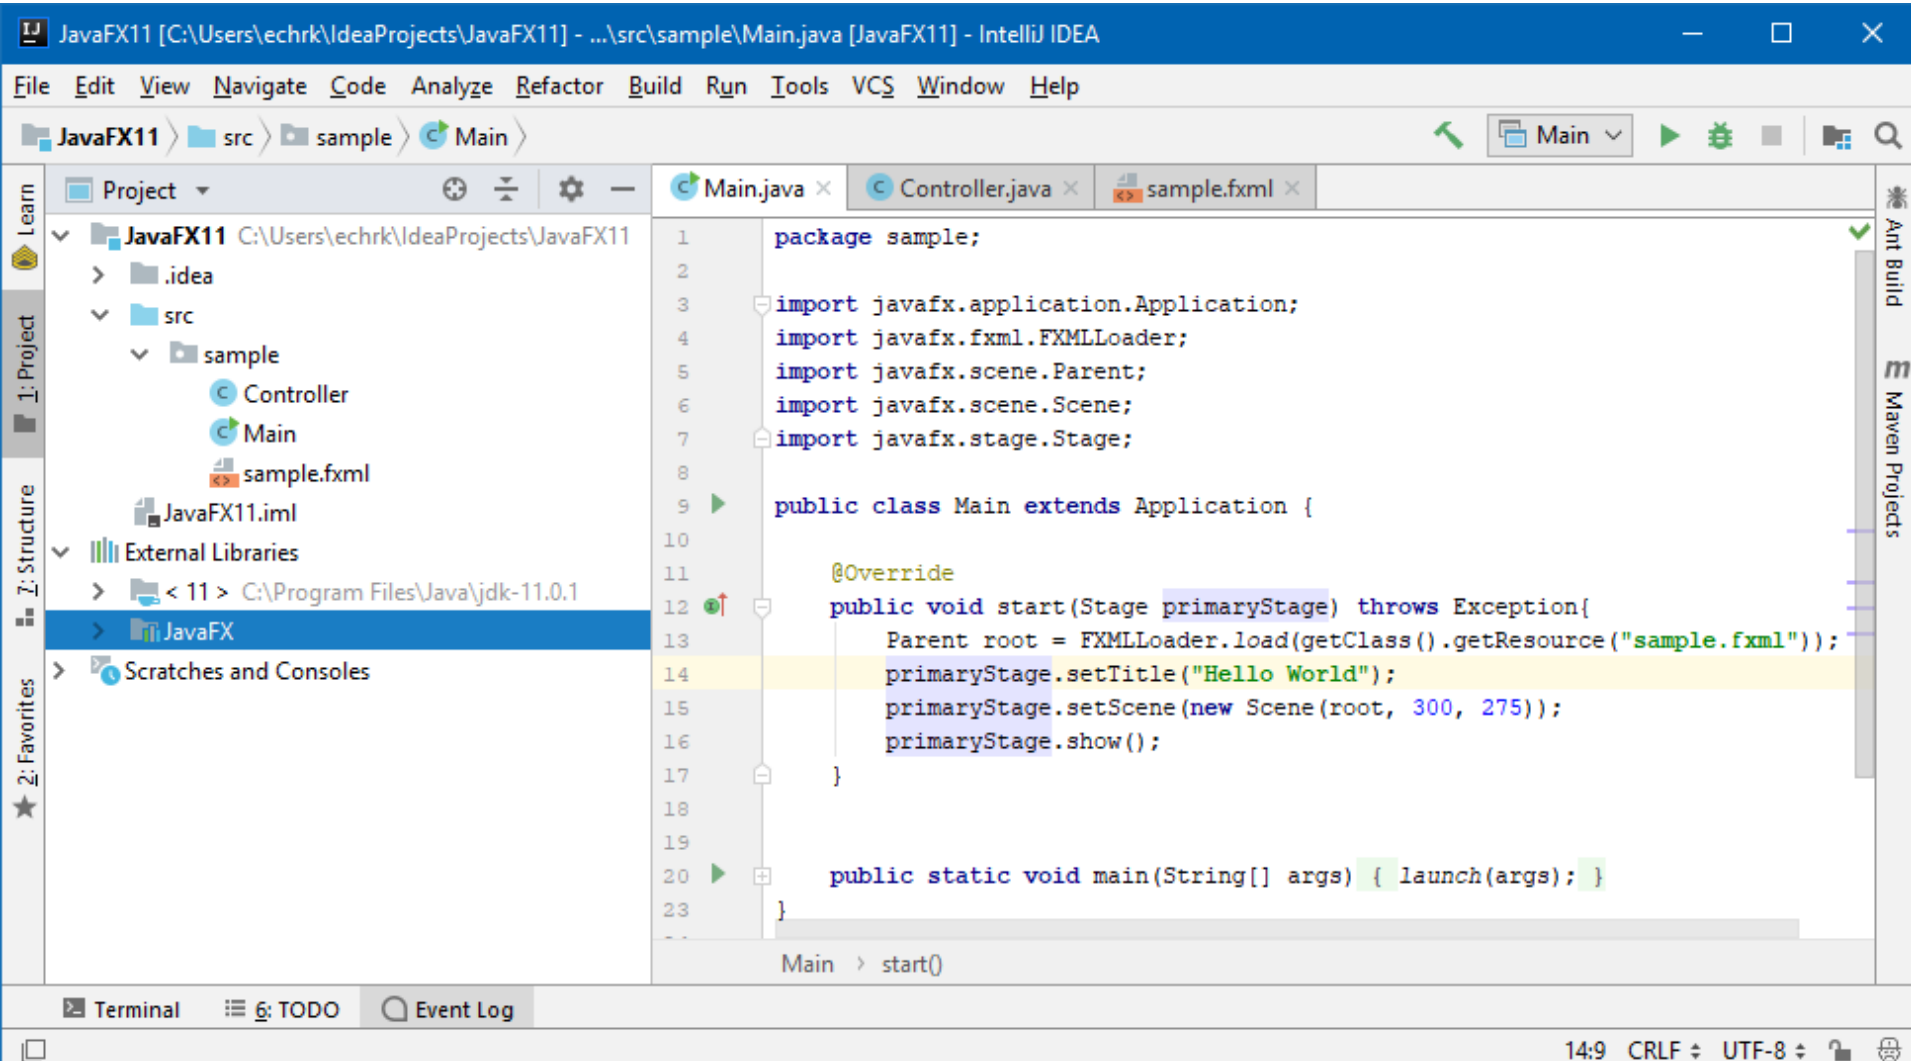 JavaFX11 [C:\Users\echrk\IdeaProjects\JavaFX11] - ...\src\sample\Main.java [JavaFX11] - IntelliJ IDEA
File Edit View Navigate Code Analyze Refactor Build Run Tools VCS Window Help
JavaFX11 src sample Main
Main
Learn
1: Project
7: Structure
2: Favorites
Project
JavaFX11 C:\Users\echrk\IdeaProjects\JavaFX11
.idea
src
sample
Controller
Main
sample.fxml
JavaFX11.iml
External Libraries
< 11 > C:\Program Files\Java\jdk-11.0.1
JavaFX
Scratches and Consoles
Main.java Controller.java sample.fxml
1 package sample;
2
3 import javafx.application.Application;
4 import javafx.fxml.FXMLLoader;
5 import javafx.scene.Parent;
6 import javafx.scene.Scene;
7 import javafx.stage.Stage;
8
9 public class Main extends Application {
10
11 @Override
12 public void start(Stage primaryStage) throws Exception{
13 Parent root = FXMLLoader.load(getClass().getResource("sample.fxml"));
14 primaryStage.setTitle("Hello World");
15 primaryStage.setScene(new Scene(root, 300, 275));
16 primaryStage.show();
17 }
18
19
20 public static void main(String[] args) { launch(args); }
23 }
Main > start()
Ant Build
m Maven Projects
Terminal 6: TODO Event Log
14:9 CRLF UTF-8